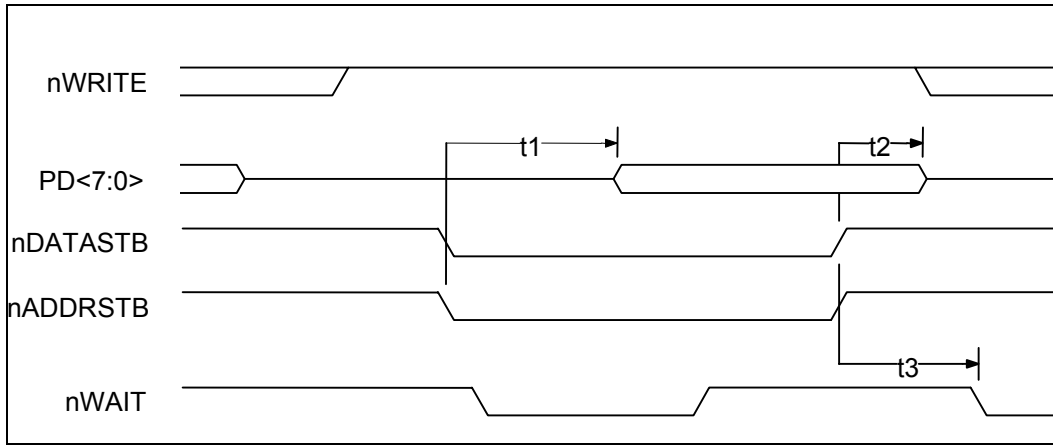 nWRITE
t1
t2
PD<7:0>
nDATASTB
nADDRSTB
t3
nWAIT